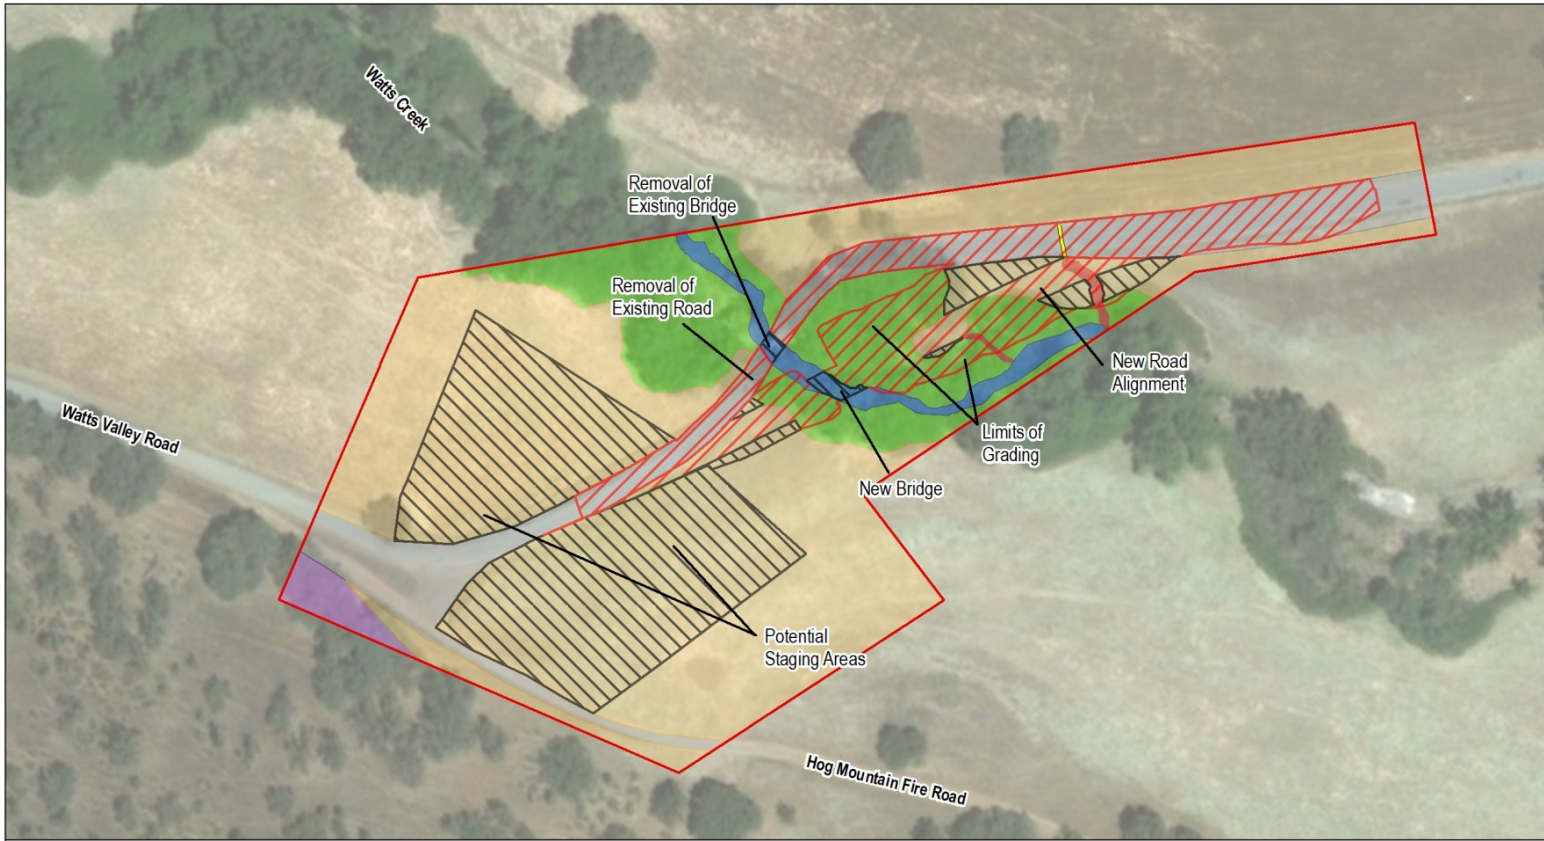 Watts Creek
Removal of
Existing Bridge
Removal of
Existing Road
New Road
Alignment
Watts Valley Road
Limits of
Grading
New Bridge
Potential
Staging Areas
Hog Mountain Fire Road